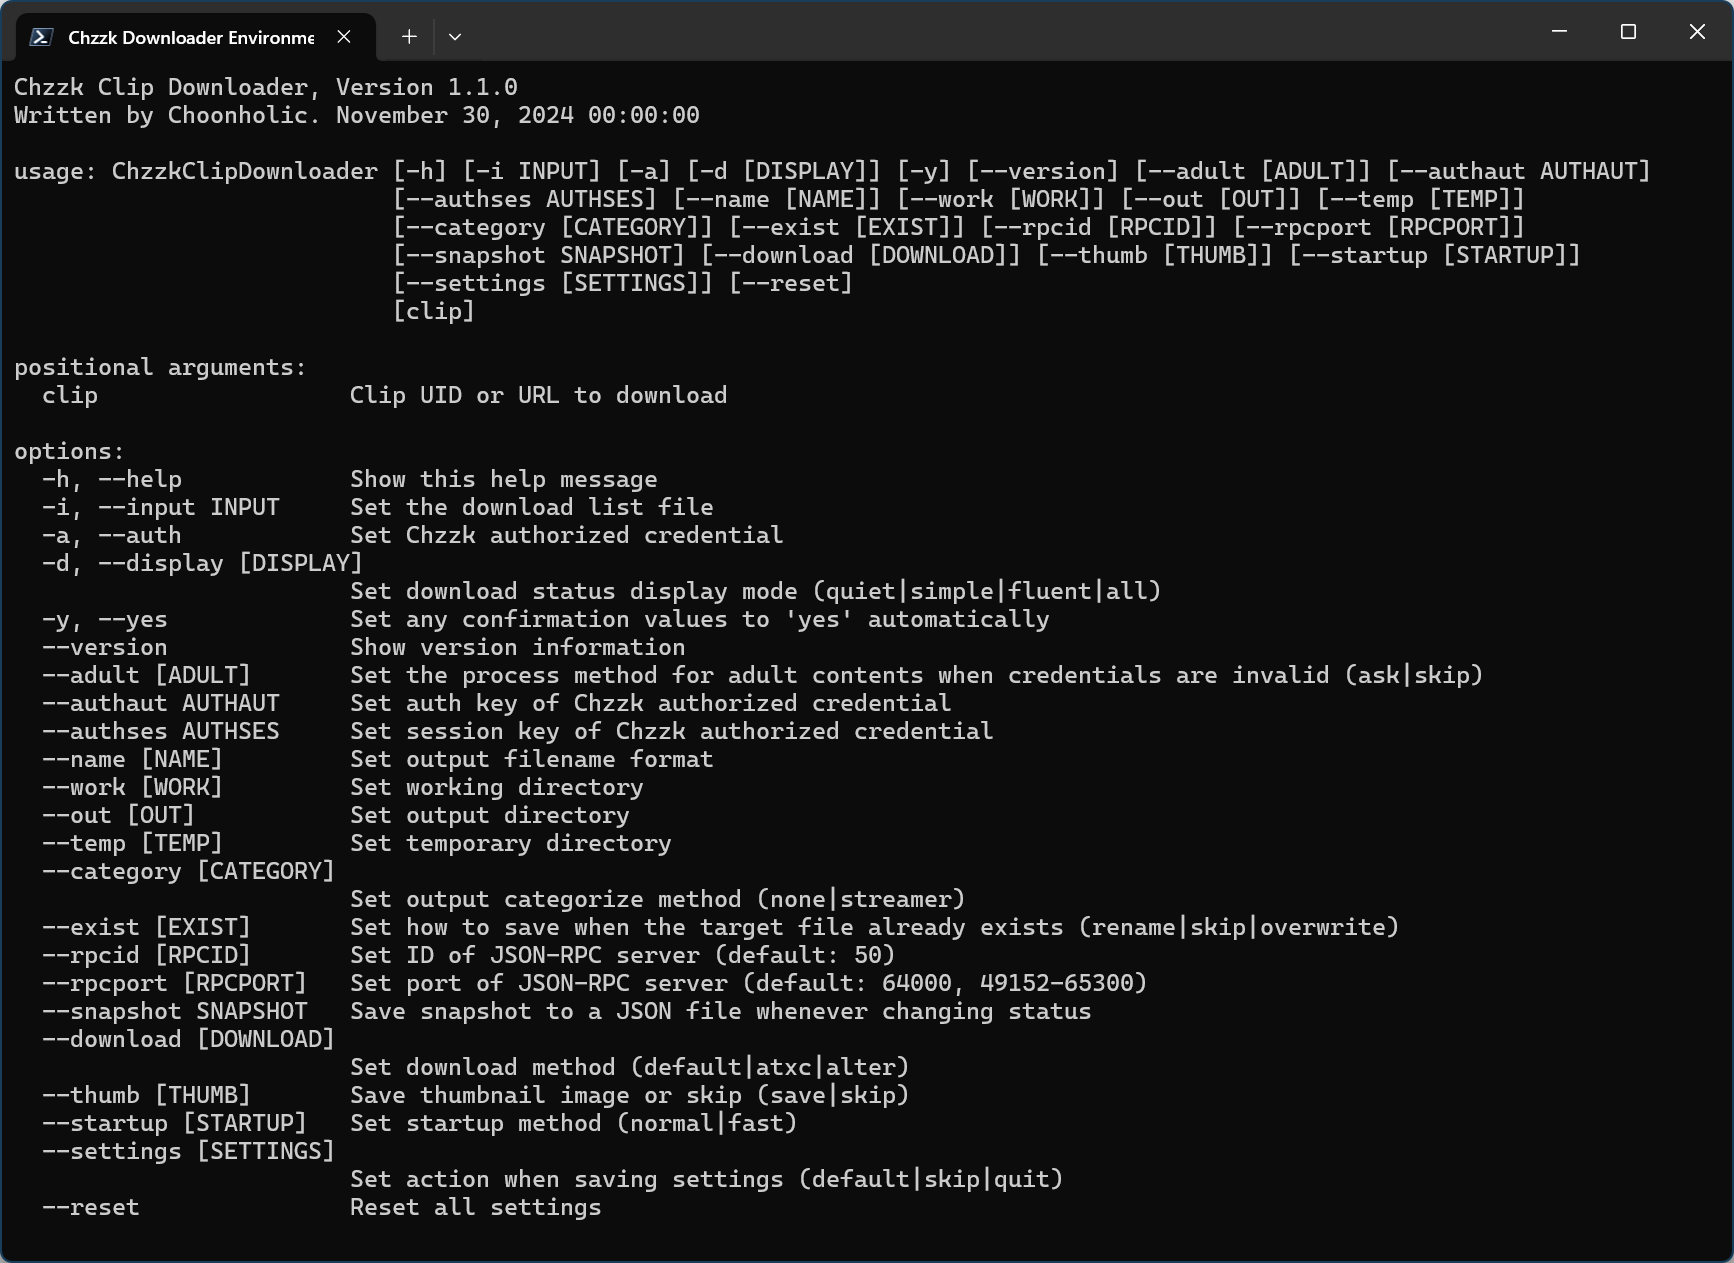 Chzzk Downloader Environme
Chzzk Clip Downloader, Version 1.1.0
Written by Choonholic. November 30, 2024 00:00:00
usage: ChzzkClipDownloader [-h] [-i INPUT] [-a] [-d [DISPLAY]] [-y] [--version] [--adult [ADULT]] [--authaut AUTHAUT]
[--authses AUTHSES] [--name [NAME]] [--work [WORK]] [--out [OUT]] [--temp [TEMP]]
[--category [CATEGORY]] [--exist [EXIST]] [--rpcid [RPCID]] [--rpcport [RPCPORT]]
[--snapshot SNAPSHOT] [--download [DOWNLOAD]] [--thumb [THUMB]] [--startup [STARTUP]]
[--settings [SETTINGS]] [--reset]
[clip]
positional arguments:
clip Clip UID or URL to download
options:
-h, --help Show this help message
-i, --input INPUT Set the download list file
-a, --auth Set Chzzk authorized credential
-d, --display [DISPLAY]
Set download status display mode (quiet|simple|fluent|all)
-y, --yes Set any confirmation values to 'yes' automatically
--version Show version information
--adult [ADULT] Set the process method for adult contents when credentials are invalid (ask|skip)
--authaut AUTHAUT Set auth key of Chzzk authorized credential
--authses AUTHSES Set session key of Chzzk authorized credential
--name [NAME] Set output filename format
--work [WORK] Set working directory
--out [OUT] Set output directory
--temp [TEMP] Set temporary directory
--category [CATEGORY]
Set output categorize method (none|streamer)
--exist [EXIST] Set how to save when the target file already exists (rename|skip|overwrite)
--rpcid [RPCID] Set ID of JSON-RPC server (default: 50)
--rpcport [RPCPORT] Set port of JSON-RPC server (default: 64000, 49152-65300)
--snapshot SNAPSHOT Save snapshot to a JSON file whenever changing status
--download [DOWNLOAD]
Set download method (default|atxc|alter)
--thumb [THUMB] Save thumbnail image or skip (save|skip)
--startup [STARTUP] Set startup method (normal|fast)
--settings [SETTINGS]
Set action when saving settings (default|skip|quit)
--reset Reset all settings